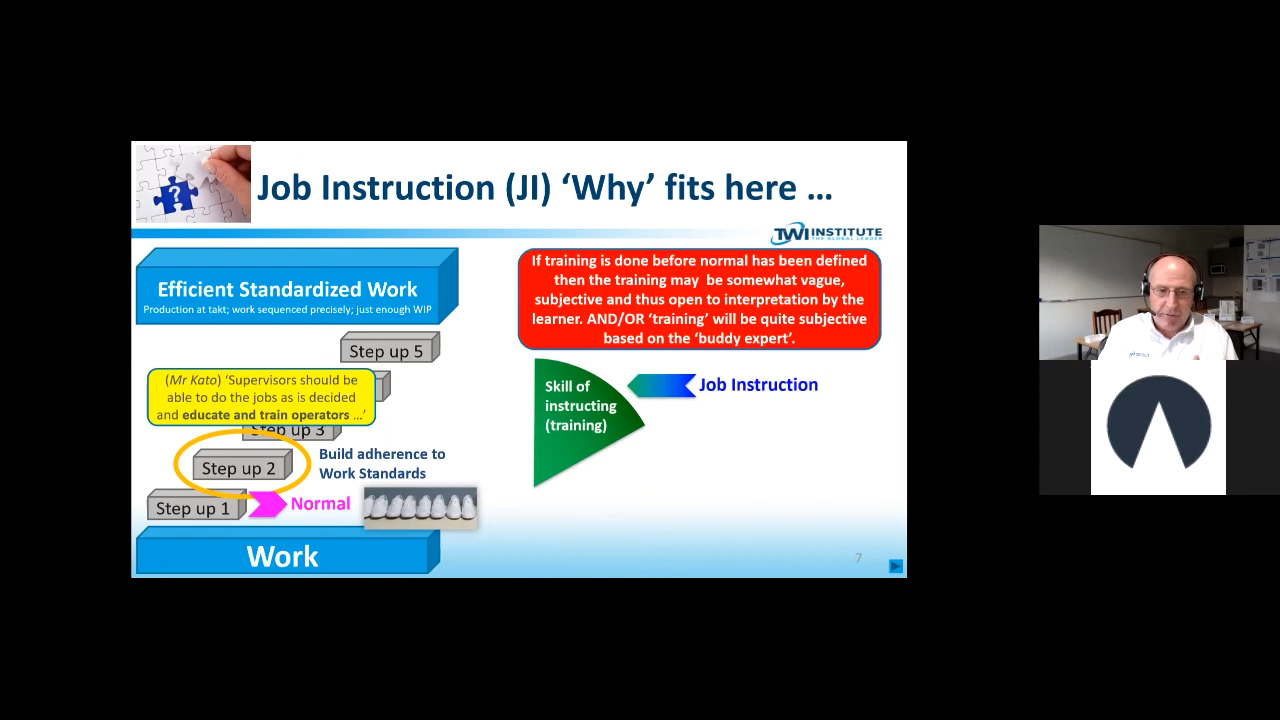 Job Instruction (JI) ‘Why’ fits here …
?
TWI INSTITUTE
THE GLOBAL LEADER
Efficient Standardized Work
Production at takt; work sequenced precisely; just enough WIP
Step up 5
(Mr Kato) ‘Supervisors should be
able to do the jobs as is decided
and educate and train operators …’
Step up 3
Step up 2
Build adherence to
Work Standards
Step up 1
Normal
Work
If training is done before normal has been defined
then the training may be somewhat vague,
subjective and thus open to interpretation by the
learner. AND/OR ‘training’ will be quite subjective
based on the ‘buddy expert’.
Skill of
instructing
(training)
Job Instruction
7